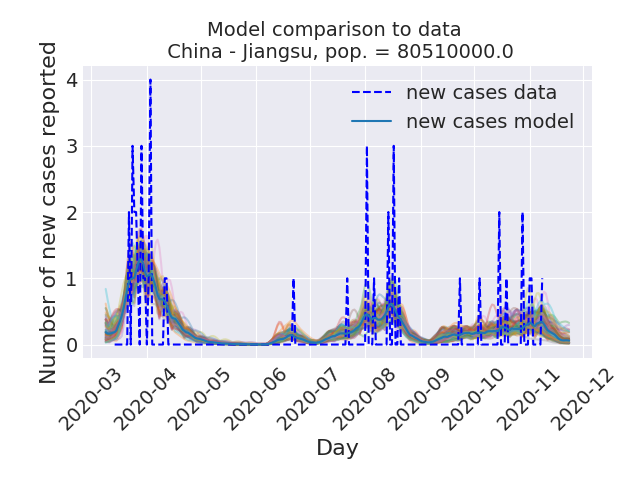 Model comparison to data
China - Jiangsu, pop. = 80510000.0
Number of new cases reported
4
3
2
1
0
new cases data
new cases model
2020-03
2020-04
2020-05
2020-06
2020-07
2020-08
2020-09
2020-10
2020-11
2020-12
Day